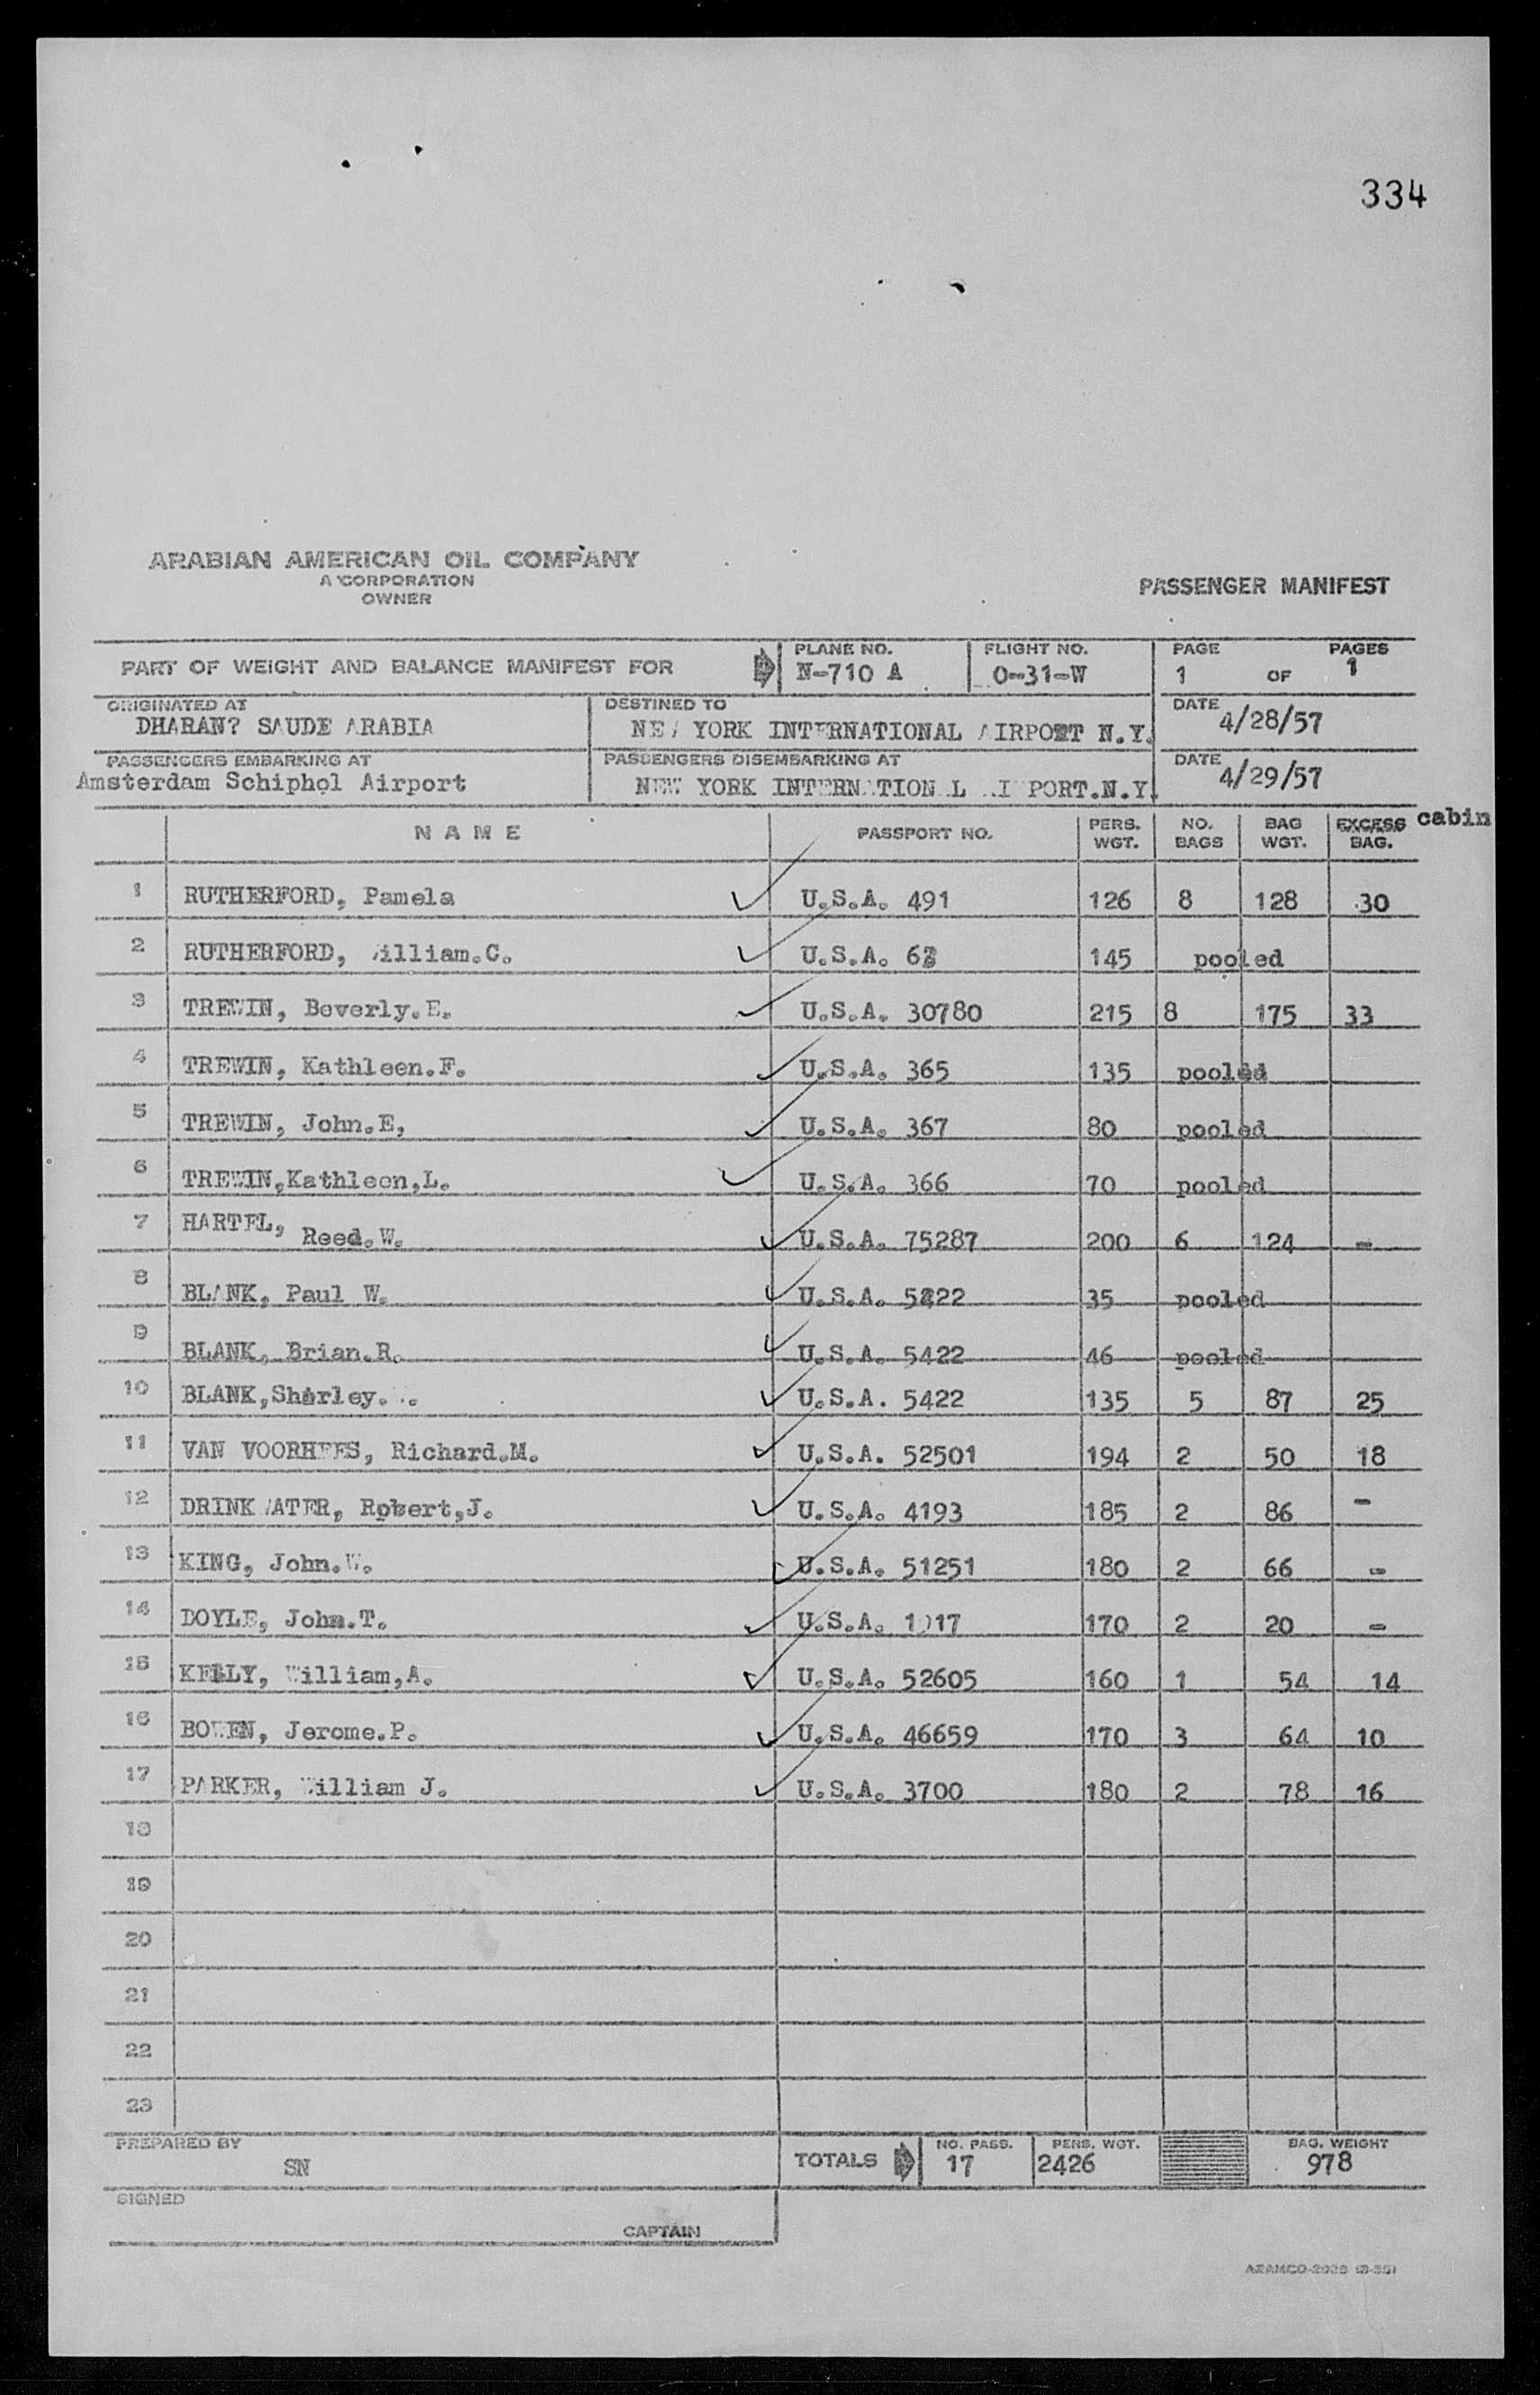 334
ARABIAN AMERICAN OIL COMPANY
A CORPORATION
OWNER
PASSENGER MANIFEST
PART OF WEIGHT AND BALANCE MANIFEST FOR
PLANE NO.
N-710 A
FLIGHT NO.
O-31-W
PAGE PAGES
1 OF 1
ORIGINATED AT
DHARAN? SAUDE ARABIA
DESTINED TO
NEW YORK INTERNATIONAL AIRPORT N.Y.
DATE
4/28/57
PASSENGERS EMBARKING AT
Amsterdam Schiphol Airport
PASSENGERS DISEMBARKING AT
NEW YORK INTERNATIONAL AIRPORT.N.Y.
DATE
4/29/57
NAME PASSPORT NO. PERS. WGT. NO. BAGS BAG WGT. EXCESS BAG. cabin
1 RUTHERFORD, Pamela U.S.A. 491 126 8 128 30
2 RUTHERFORD, William.C. U.S.A. 145 pooled
3 TREWIN, Beverly.E. U.S.A. 30780 215 8 175 33
4 TREWIN, Kathleen.F. U.S.A. 365 135 pooled
5 TREWIN, John.E, U.S.A. 367 80 pooled
6 TREWIN,Kathleen,L. U.S.A. 366 70 pooled
7 HARTEL, Reed.W. U.S.A. 75287 200 6 124 -
8 BLANK, Paul W. U.S.A. 35 pooled
9 BLANK, Brian.R. U.S.A. 5422 46 pooled
10 BLANK,Shirley. U.S.A. 5422 135 5 87 25
11 VAN VOORHEES, Richard.M. U.S.A. 52501 194 2 50 18
12 DRINKWATER, Robert,J. U.S.A. 4193 185 2 86 -
13 KING, John.W. U.S.A. 51251 180 2 66 -
14 DOYLE, John.T. U.S.A. 170 2 20 -
15 KELLY, William,A. U.S.A. 52605 160 1 54 14
16 BOWEN, Jerome.P. U.S.A. 46659 170 3 64 10
17 PARKER, William J. U.S.A. 3700 180 2 78 16
18
19
20
21
22
23
PREPARED BY
SN
TOTALS
NO. PASS.
17
PERS. WGT.
2426
BAG. WEIGHT
978
SIGNED
CAPTAIN